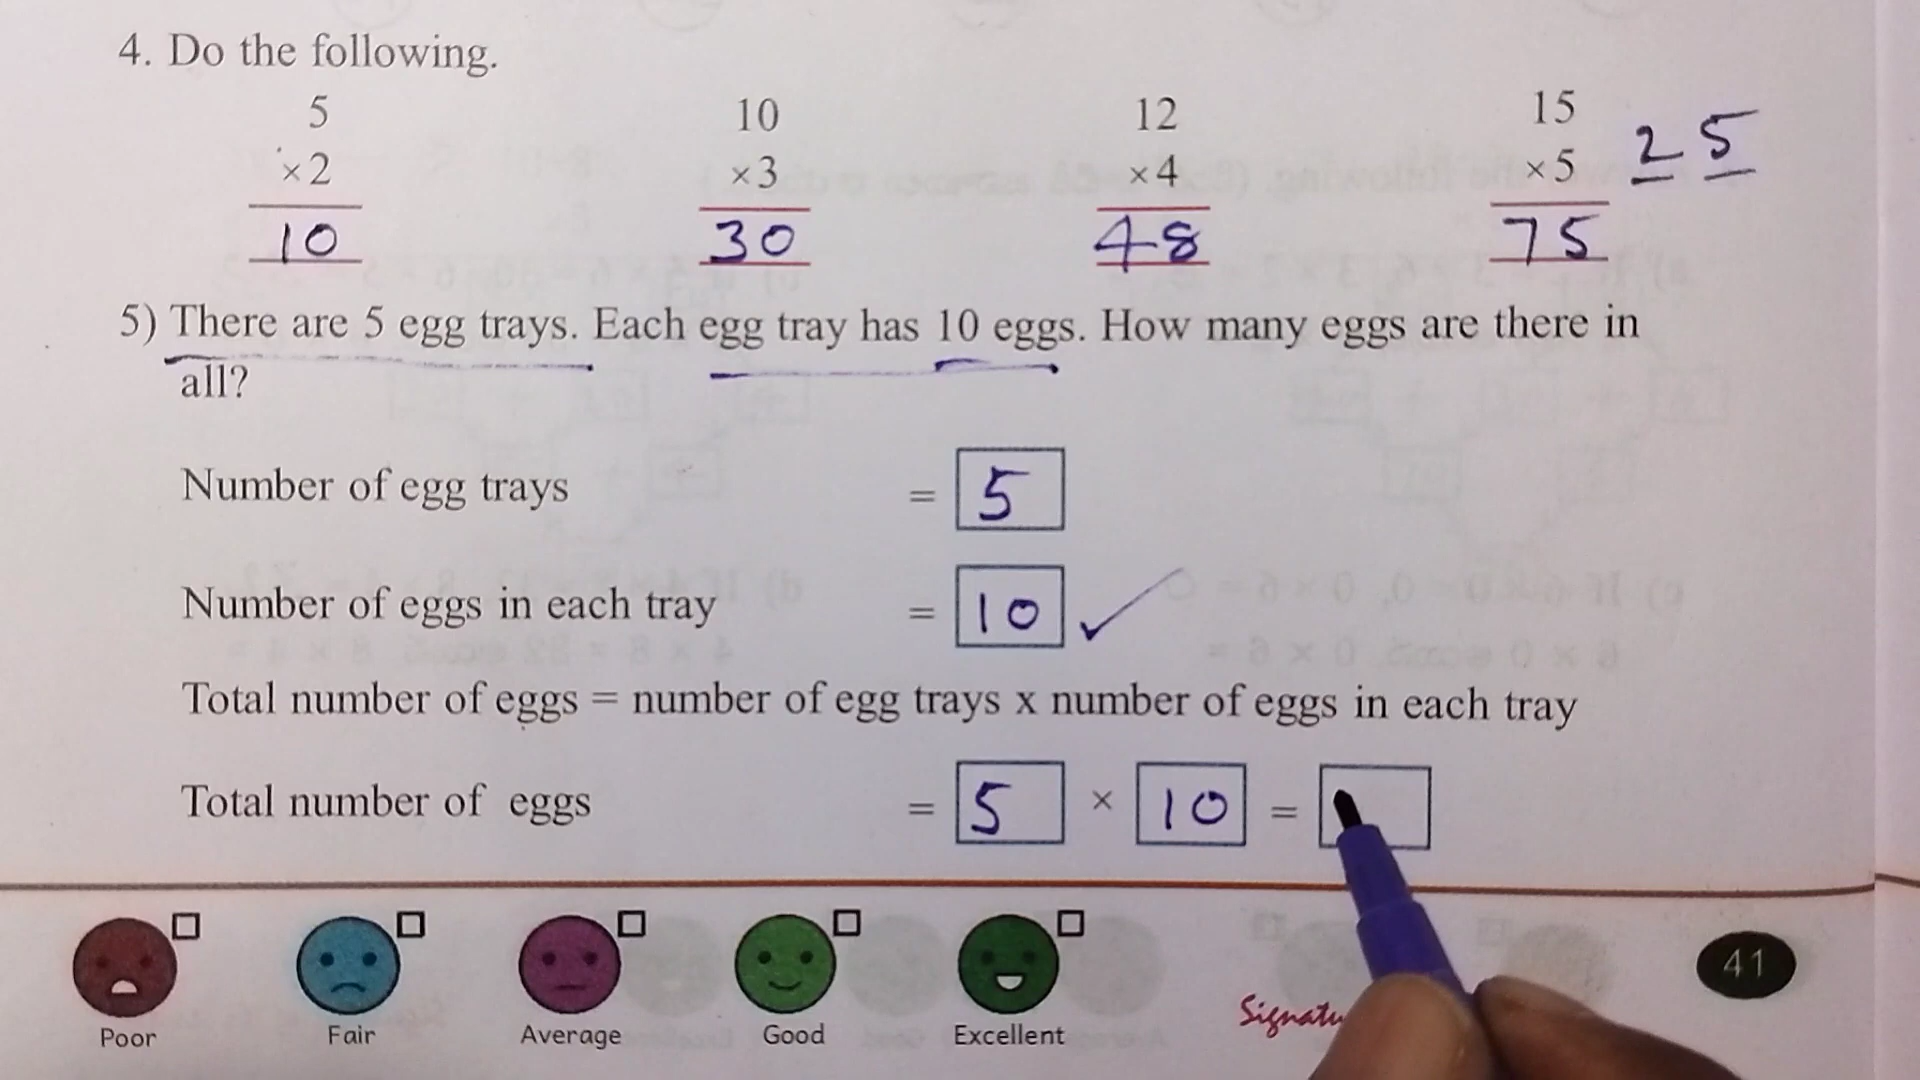 4. Do the following.
5 10 12 15 25
×2 ×3 ×4 ×5
10 30 48 75
5) There are 5 egg trays. Each egg tray has 10 eggs. How many eggs are there in
all?
Number of egg trays = 5
Number of eggs in each tray = 10 ✓
Total number of eggs = number of egg trays x number of eggs in each tray
Total number of eggs = 5 × 10 =
Poor Fair Average Good Excellent
41